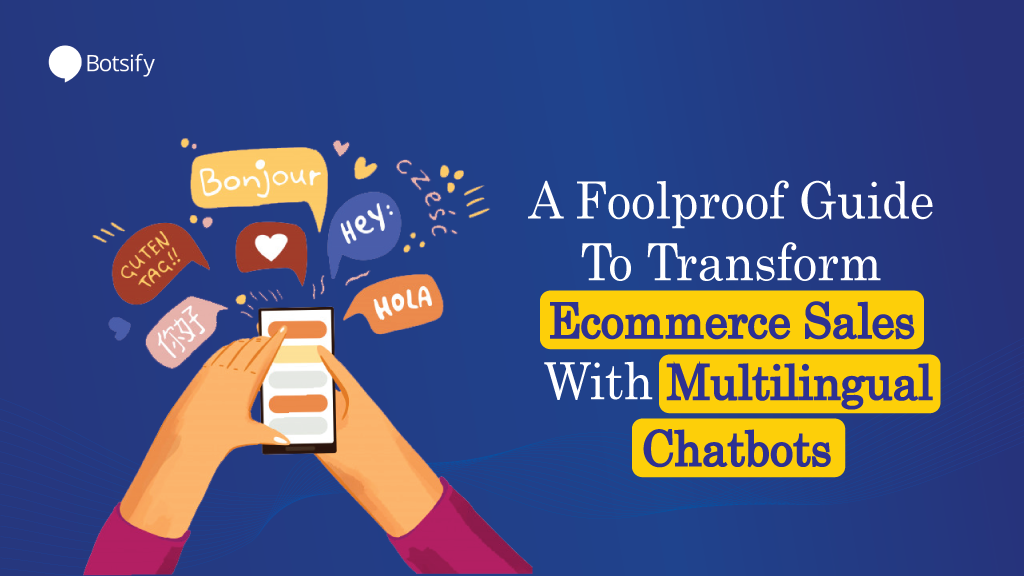 Botsify
Bonjour
CZEŚĆ
HEY:
GUTEN
TAG!!
HOLA
你好
A Foolproof Guide
To Transform
Ecommerce Sales
With Multilingual
Chatbots